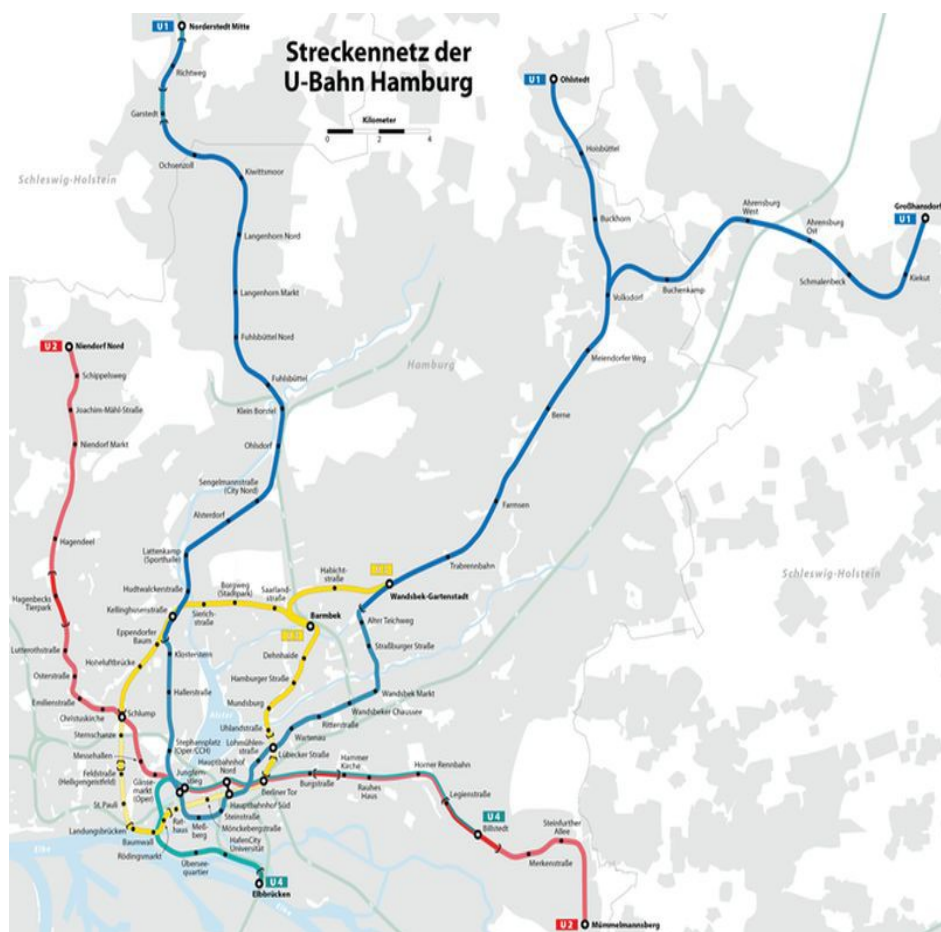 Streckennetz der
U-Bahn Hamburg
Kilometer
0 2 4
U1 Norderstedt Mitte
Richtweg
Garstedt
Ochsenzoll
Kiwittsmoor
Langenhorn Nord
Langenhorn Markt
Fuhlsbüttel Nord
Fuhlsbüttel
Klein Borstel
Ohlsdorf
Sengelmannstraße
(City Nord)
Alsterdorf
Lattenkamp
(Sporthalle)
Hudtwalckerstraße
Kellinghusenstraße
Eppendorfer
Baum
Klosterstern
Hoheluftbrücke
Hallerstraße
Schleswig-Holstein
Hamburg
Schleswig-Holstein
U1 Ohlstedt
Hoisbüttel
Buckhorn
Volksdorf
Buchenkamp
Ahrensburg
West
Ahrensburg
Ost
Schmalenbeck
Kiekut
Großhansdorf
U1
Meiendorfer Weg
Berne
Farmsen
Trabrennbahn
Wandsbek-Gartenstadt
Habicht-
straße
Borgweg
(Stadtpark)
Saarland-
straße
Sierich-
straße
Barmbek
Dehnhaide
Hamburger Straße
Mundsburg
Uhlandstraße
Alter Teichweg
Straßburger Straße
Wandsbek Markt
Wandsbeker Chaussee
Ritterstraße
Wartenau
Lübecker Straße
Lohmühlen-
straße
Alster
U2 Niendorf Nord
Schippelsweg
Joachim-Mähl-Straße
Niendorf Markt
Hagendeel
Hagenbecks
Tierpark
Lutterothstraße
Osterstraße
Emilienstraße
Christuskirche
Schlump
Sternschanze
Messehallen
Feldstraße
(Heiligengeistfeld)
Gänse-
markt
(Oper)
St. Pauli
Landungsbrücken
Baumwall
Rödingsmarkt
Stephansplatz
(Oper/CCH)
Jungfern-
stieg
Hauptbahnhof
Nord
Hauptbahnhof Süd
Steinstraße
Mönckebergstraße
Rat-
haus
Meß-
berg
HafenCity
Universität
Übersee-
quartier
Elbbrücken
U4
Elbe
Elbe
Berliner Tor
Burgstraße
Hammer
Kirche
Rauhes
Haus
Horner Rennbahn
Legienstraße
U4
Billstedt
Merkenstraße
Steinfurther
Allee
U2 Mümmelmannsberg